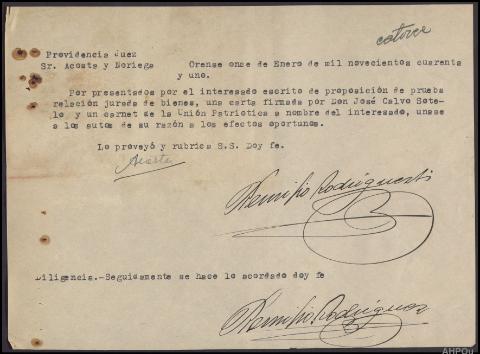 catorce
Providencia Juez
Sr. Acosta y Noriega Orense onse de Enero de mil novecientos cuarenta
y uno.
Por presentados por el interesado escrito de proposición de prueba
relación jurada de bienes, una carta firmada por Don José Calvo Sote-
lo y un carnet de la Unión Patriotica a nombre del interesado, unase
a los autos de su razón a los efectos oportunos.
Lo proveyó y rubrica S.S. Doy fe.
Acosta
Remigio Rodriguez
Diligencia.-Seguidamente se hace lo acordado doy fe
Remigio Rodriguez
AHPOu